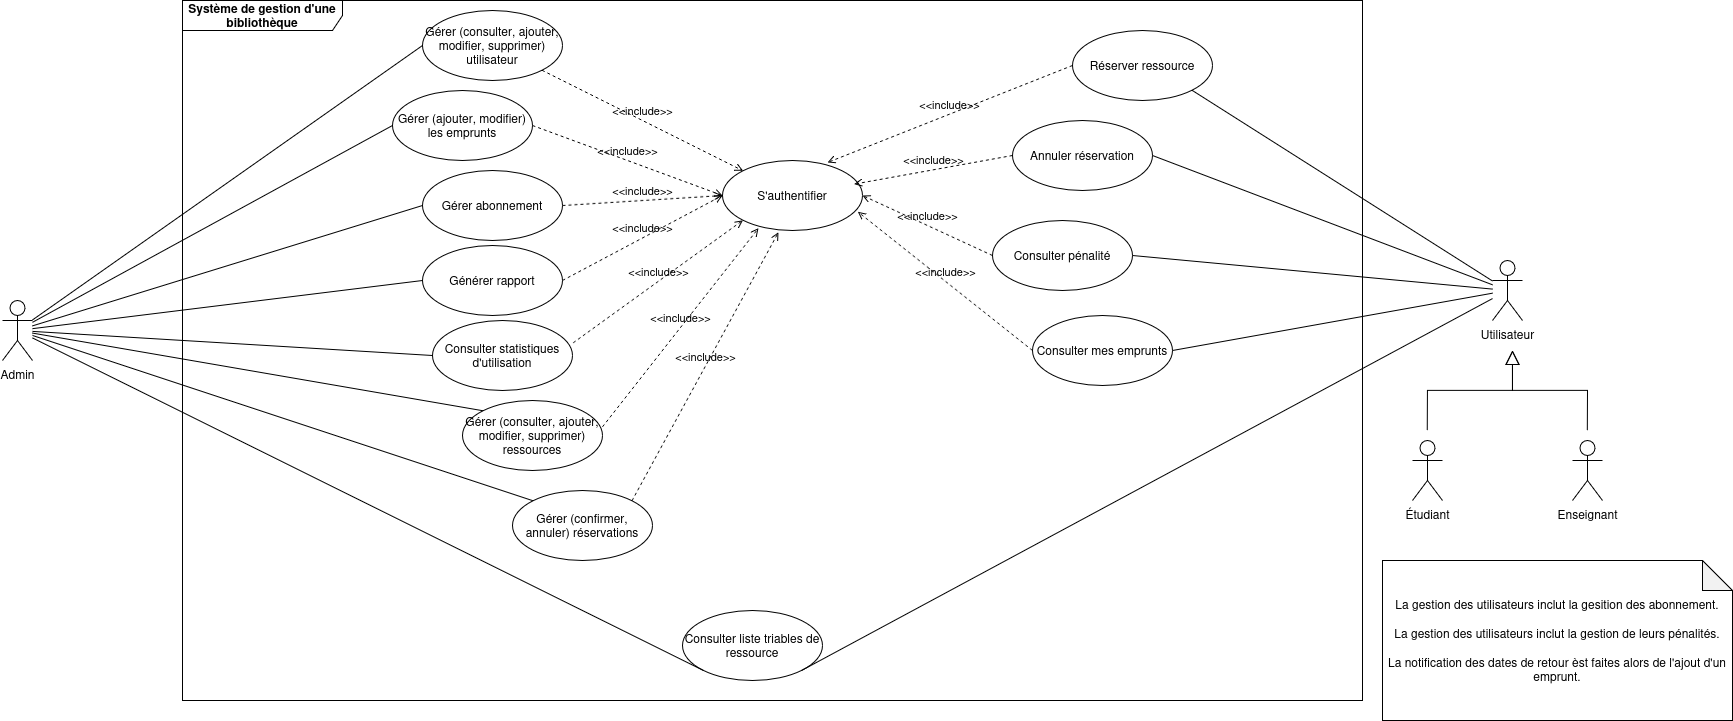 Système de gestion d'une
bibliothèque
Gérer (consulter, ajouter,
modifier, supprimer)
utilisateur
Réserver ressource
<<include>>
<<include>>
Gérer (ajouter, modifier)
les emprunts
<<include>>
Annuler réservation
<<include>>
Gérer abonnement
<<include>>
S'authentifier
<<include>>
<<include>>
Consulter pénalité
Générer rapport
<<include>>
<<include>>
Consulter statistiques
d'utilisation
<<include>>
Consulter mes emprunts
Utilisateur
<<include>>
Admin
Gérer (consulter, ajouter,
modifier, supprimer)
ressources
Gérer (confirmer,
annuler) réservations
Étudiant
Enseignant
Consulter liste triables de
ressource
La gestion des utilisateurs inclut la gesition des abonnement.
La gestion des utilisateurs inclut la gestion de leurs pénalités.
La notification des dates de retour èst faites alors de l'ajout d'un
emprunt.